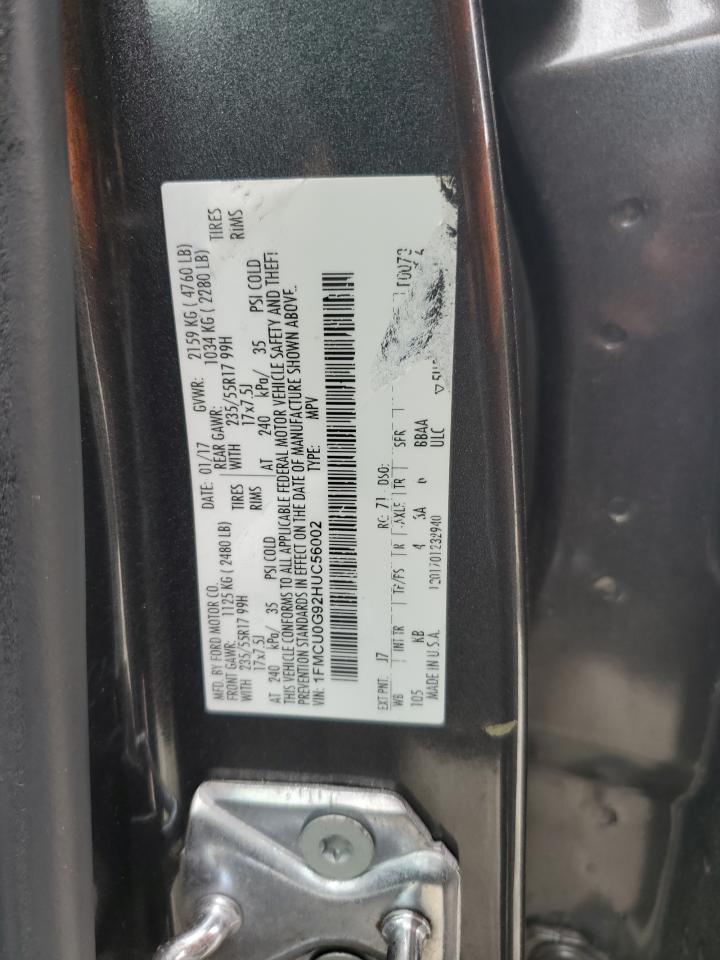 MFD. BY FORD MOTOR CO. DATE: 01/17 GVWR: 2159 KG ( 4760 LB)
FRONT GAWR: 1125 KG ( 2480 LB) REAR GAWR: 1034 KG ( 2280 LB)
WITH 235/55R17 99H TIRES WITH 235/55R17 99H TIRES
17x7.5J RIMS 17x7.5J RIMS
AT 240 kPa/ 35 PSI COLD AT 240 kPa/ 35 PSI COLD
THIS VEHICLE CONFORMS TO ALL APPLICABLE FEDERAL MOTOR VEHICLE SAFETY AND THEFT
PREVENTION STANDARDS IN EFFECT ON THE DATE OF MANUFACTURE SHOWN ABOVE.
VIN: 1FMCU0G92HUC56002 TYPE: MPV
EXT PNT: J7 RC: 71 DSO:
WB INT TR TP/PS R AXLE TR SFR
105 KB 4 3A 6 BBAA
MADE IN U.S.A. 1201701232940 ULC